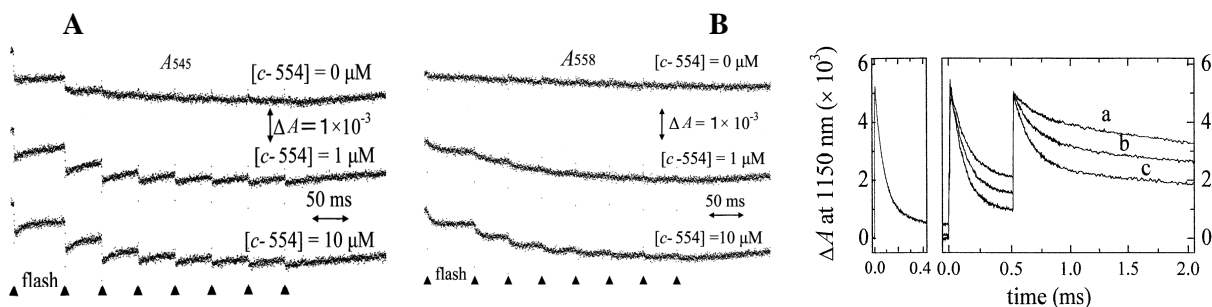 A
A545
[c-554] = 0 μM
ΔA = 1×10⁻³
[c-554] = 1 μM
50 ms
[c-554] = 10 μM
flash
B
A558
[c-554] = 0 μM
ΔA = 1×10⁻³
[c-554] = 1 μM
50 ms
[c-554] = 10 μM
flash
ΔA at 1150 nm (× 10³)
6
4
2
0
0.0 0.4
a
b
c
6
4
2
0
0.0 0.5 1.0 1.5 2.0
time (ms)